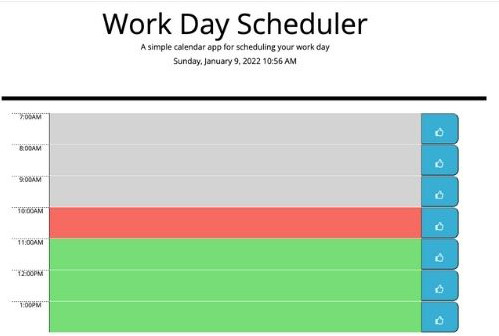 Work Day Scheduler
A simple calendar app for scheduling your work day
Sunday, January 9, 2022 10:56 AM
7:00AM
8:00AM
9:00AM
10:00AM
11:00AM
12:00PM
1:00PM